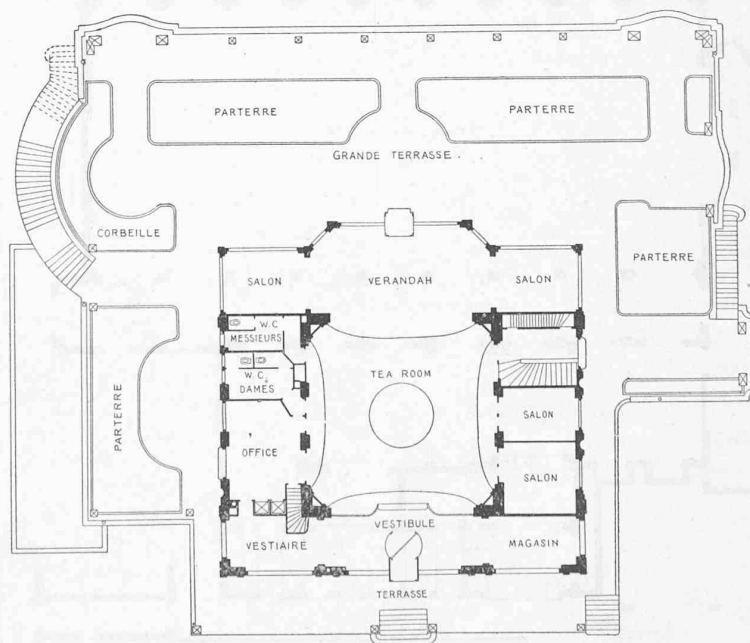 PARTERRE
PARTERRE
GRANDE TERRASSE.
CORBEILLE
PARTERRE
SALON
VERANDAH
SALON
W.C
MESSIEURS
W.C.
DAMES
TEA ROOM
SALON
PARTERRE
OFFICE
SALON
VESTIBULE
VESTIAIRE
MAGASIN
TERRASSE